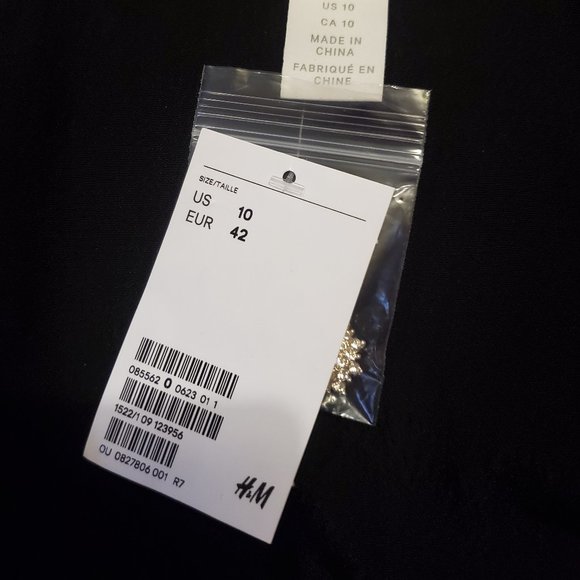 US 10
CA 10
MADE IN
CHINA
FABRIQUÉ EN
CHINE
SIZE/TAILLE
US 10
EUR 42
085562 0 0623 01 1
1522/1 09 123956
OU 0827806 001 R7
H&M